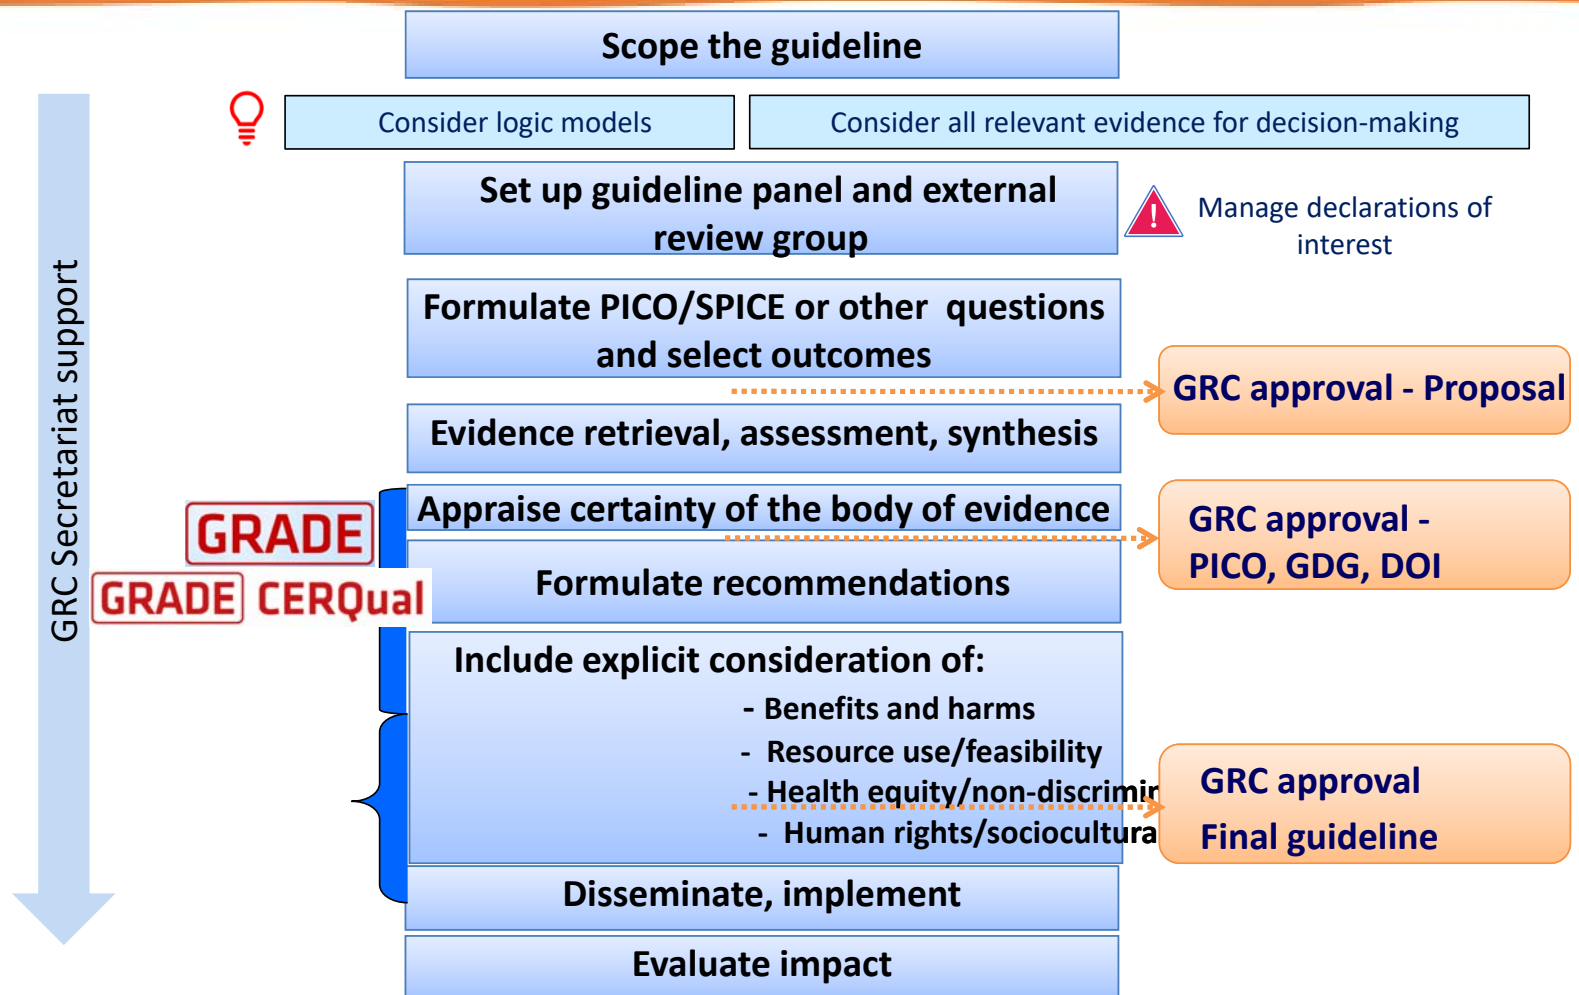 Scope the guideline
Consider logic models
Consider all relevant evidence for decision-making
Set up guideline panel and external
review group
!
Manage declarations of
interest
GRC Secretariat support
Formulate PICO/SPICE or other questions
and select outcomes
GRC approval - Proposal
Evidence retrieval, assessment, synthesis
Appraise certainty of the body of evidence
GRADE
GRADE CERQual
GRC approval -
PICO, GDG, DOI
Formulate recommendations
Include explicit consideration of:
- Benefits and harms
- Resource use/feasibility
- Health equity/non-discrimin
- Human rights/sociocultura
GRC approval
Final guideline
Disseminate, implement
Evaluate impact